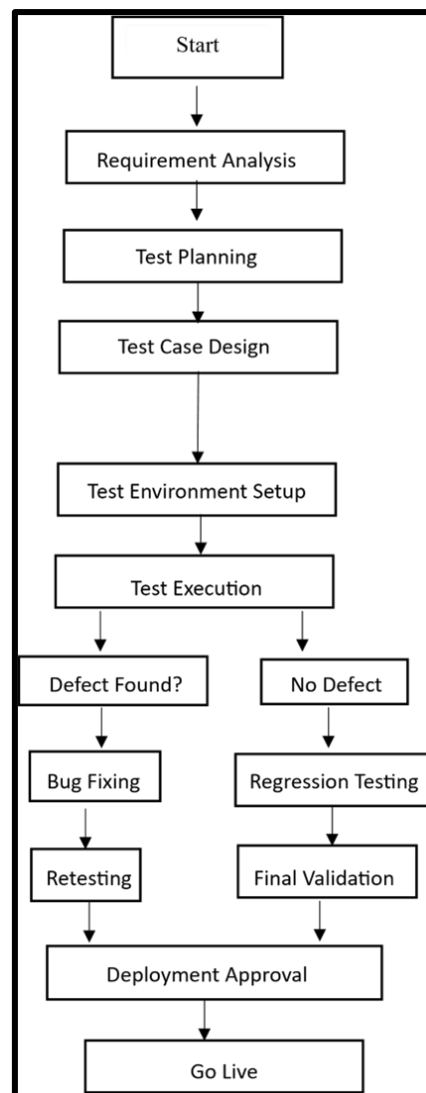 Start
Requirement Analysis
Test Planning
Test Case Design
Test Environment Setup
Test Execution
Defect Found?
No Defect
Bug Fixing
Regression Testing
Retesting
Final Validation
Deployment Approval
Go Live